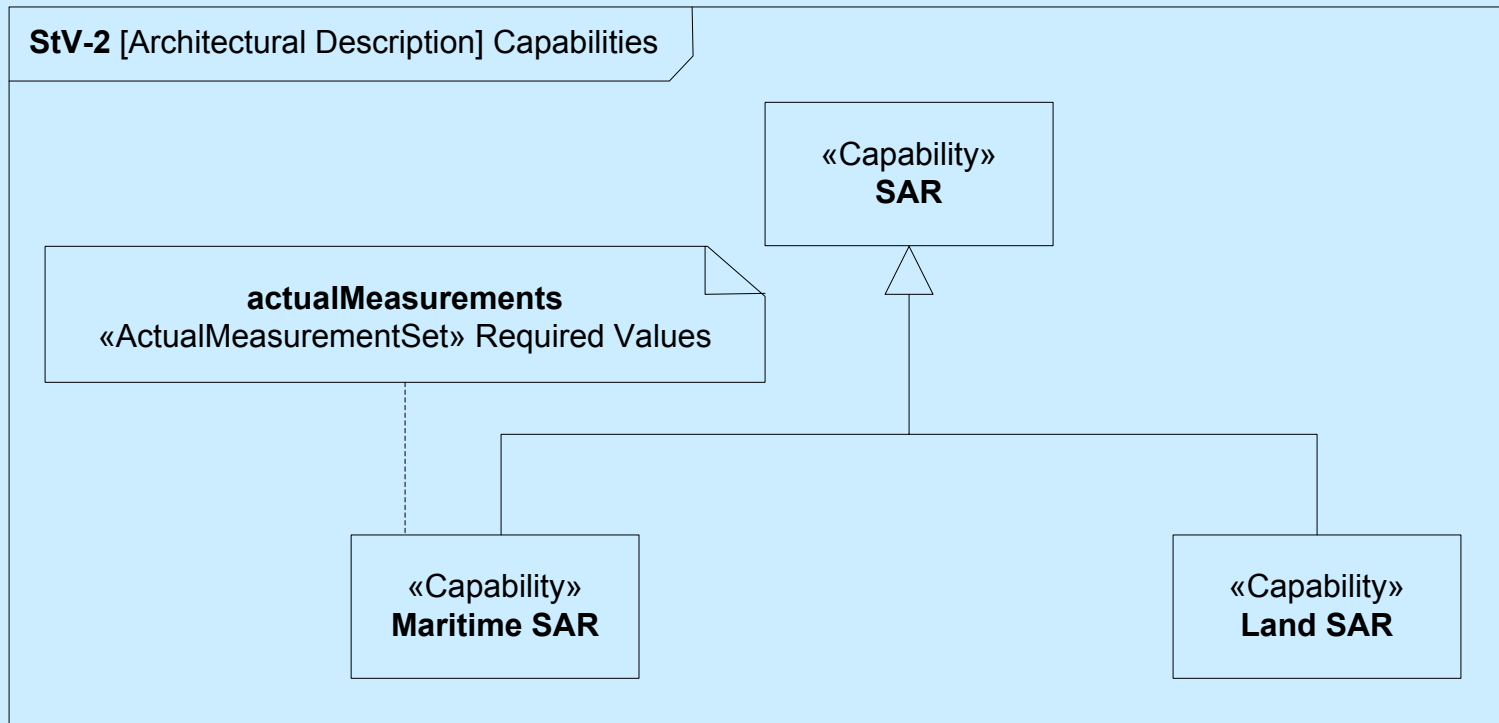 StV-2 [Architectural Description] Capabilities
«Capability»
SAR
actualMeasurements
«ActualMeasurementSet» Required Values
«Capability»
Maritime SAR
«Capability»
Land SAR